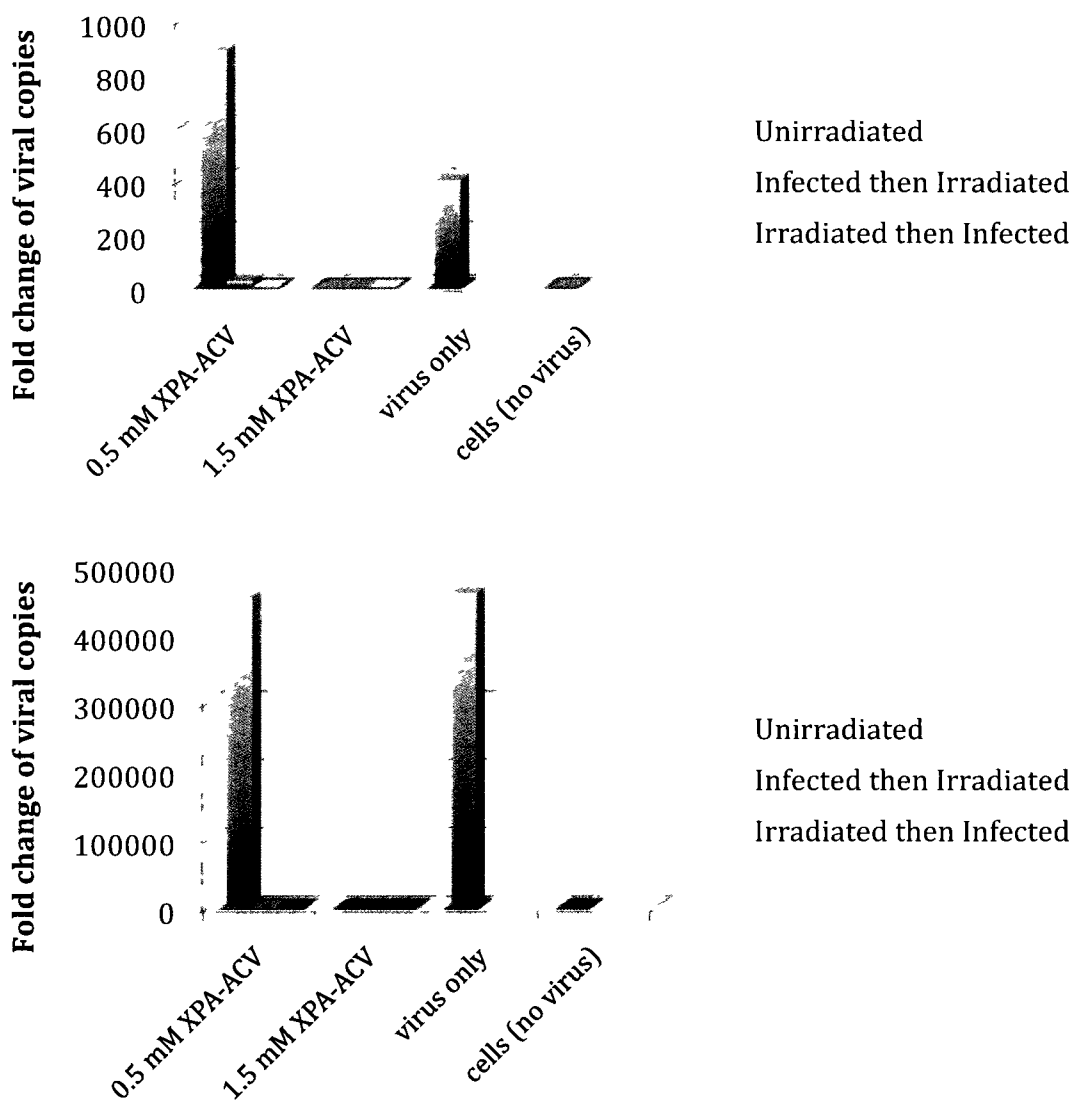 Fold change of viral copies
1000
800
600
400
200
0
0.5 mM XPA-ACV
1.5 mM XPA-ACV
virus only
cells (no virus)
Unirradiated
Infected then Irradiated
Irradiated then Infected
Fold change of viral copies
500000
400000
300000
200000
100000
0
0.5 mM XPA-ACV
1.5 mM XPA-ACV
virus only
cells (no virus)
Unirradiated
Infected then Irradiated
Irradiated then Infected